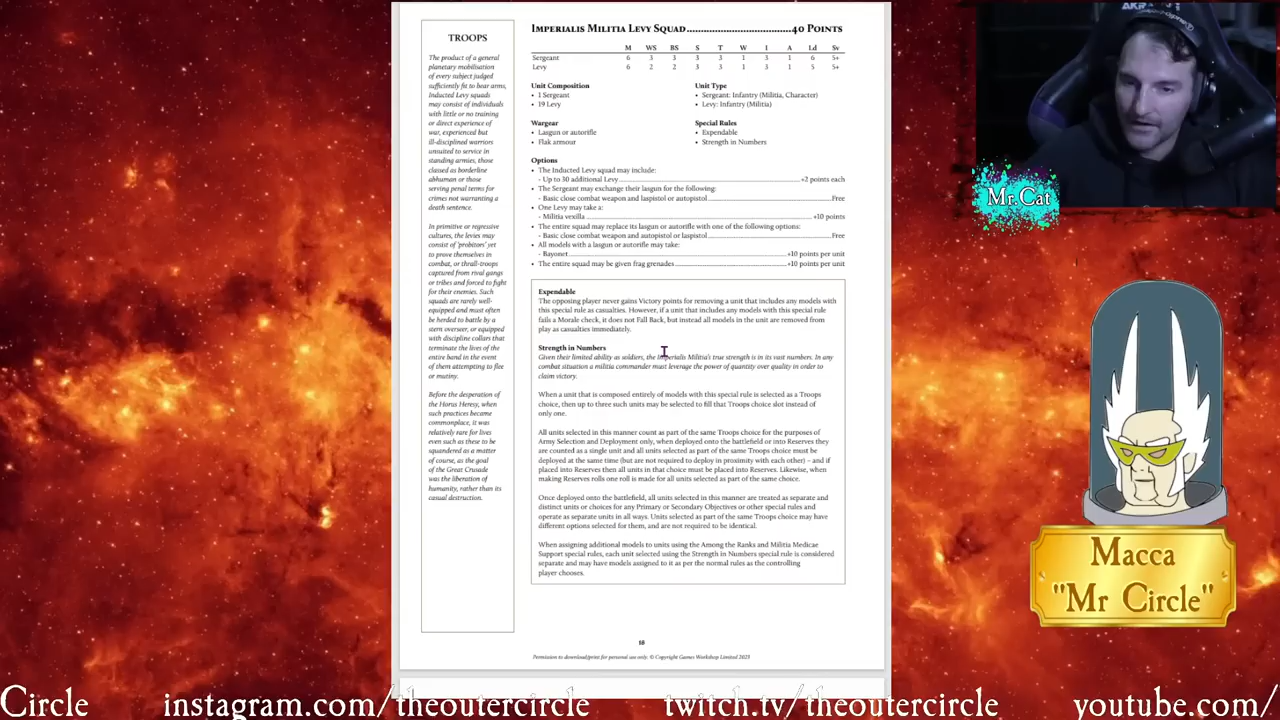 TROOPS
The product of a general
planetary mobilisation
of every subject judged
sufficiently fit to bear arms,
Inducted Levy squads
may consist of individuals
with little or no training
or direct experience of
war, experienced but
ill-disciplined warriors
unsuited to service in
standing armies, those
classed as borderline
abhuman or those
serving penal terms for
crimes not warranting a
death sentence.
In primitive or regressive
cultures, the levies may
consist of 'probitors' yet
to prove themselves in
combat, or thrall-troops
captured from rival gangs
or tribes and forced to fight
for their enemies. Such
squads are rarely well-
equipped and must often
be herded to battle by a
stern overseer, or equipped
with discipline collars that
terminate the lives of the
entire band in the event
of them attempting to flee
or mutiny.
Before the desperation of
the Horus Heresy, when
such practices became
commonplace, it was
relatively rare for lives
even such as these to be
squandered as a matter
of course, as the goal
of the Great Crusade
was the liberation of
humanity, rather than its
casual destruction.
Imperialis Militia Levy Squad......................................40 Points
M WS BS S T W I A Ld Sv
Sergeant 6 3 3 3 3 1 3 1 6 5+
Levy 6 2 2 3 3 1 3 1 5 5+
Unit Composition
• 1 Sergeant
• 19 Levy
Unit Type
• Sergeant: Infantry (Militia, Character)
• Levy: Infantry (Militia)
Wargear
• Lasgun or autorifle
• Flak armour
Special Rules
• Expendable
• Strength in Numbers
Options
• The Inducted Levy squad may include:
- Up to 30 additional Levy......+2 points each
• The Sergeant may exchange their lasgun for the following:
- Basic close combat weapon and laspistol or autopistol......Free
• One Levy may take a:
- Militia vexilla......+10 points
• The entire squad may replace its lasgun or autorifle with one of the following options:
- Basic close combat weapon and autopistol or laspistol......Free
• All models with a lasgun or autorifle may take:
- Bayonet......+10 points per unit
• The entire squad may be given frag grenades......+10 points per unit
Expendable
The opposing player never gains Victory points for removing a unit that includes any models with
this special rule as casualties. However, if a unit that includes any models with this special rule
fails a Morale check, it does not Fall Back, but instead all models in the unit are removed from
play as casualties immediately.
Strength in Numbers
Given their limited ability as soldiers, the Imperialis Militia's true strength is in its vast numbers. In any
combat situation a militia commander must leverage the power of quantity over quality in order to
claim victory.
When a unit that is composed entirely of models with this special rule is selected as a Troops
choice, then up to three such units may be selected to fill that Troops choice slot instead of
only one.
All units selected in this manner count as part of the same Troops choice for the purposes of
Army Selection and Deployment only, when deployed onto the battlefield or into Reserves they
are counted as a single unit and all units selected as part of the same Troops choice must be
deployed at the same time (but are not required to deploy in proximity with each other) – and if
placed into Reserves then all units in that choice must be placed into Reserves. Likewise, when
making Reserves rolls one roll is made for all units selected as part of the same choice.
Once deployed onto the battlefield, all units selected in this manner are treated as separate and
distinct units or choices for any Primary or Secondary Objectives or other special rules and
operate as separate units in all ways. Units selected as part of the same Troops choice may have
different options selected for them, and are not required to be identical.
When assigning additional models to units using the Among the Ranks and Militia Medicae
Support special rules, each unit selected using the Strength in Numbers special rule is considered
separate and may have models assigned to it as per the normal rules as the controlling
player chooses.
18
Permission to download/print for personal use only. © Copyright Games Workshop Limited 2023
AKR
Mr.Cat
Macca
"Mr Circle"
Circle instagram.com/theoutercircle twitch.tv/theoutercircle youtube.com/